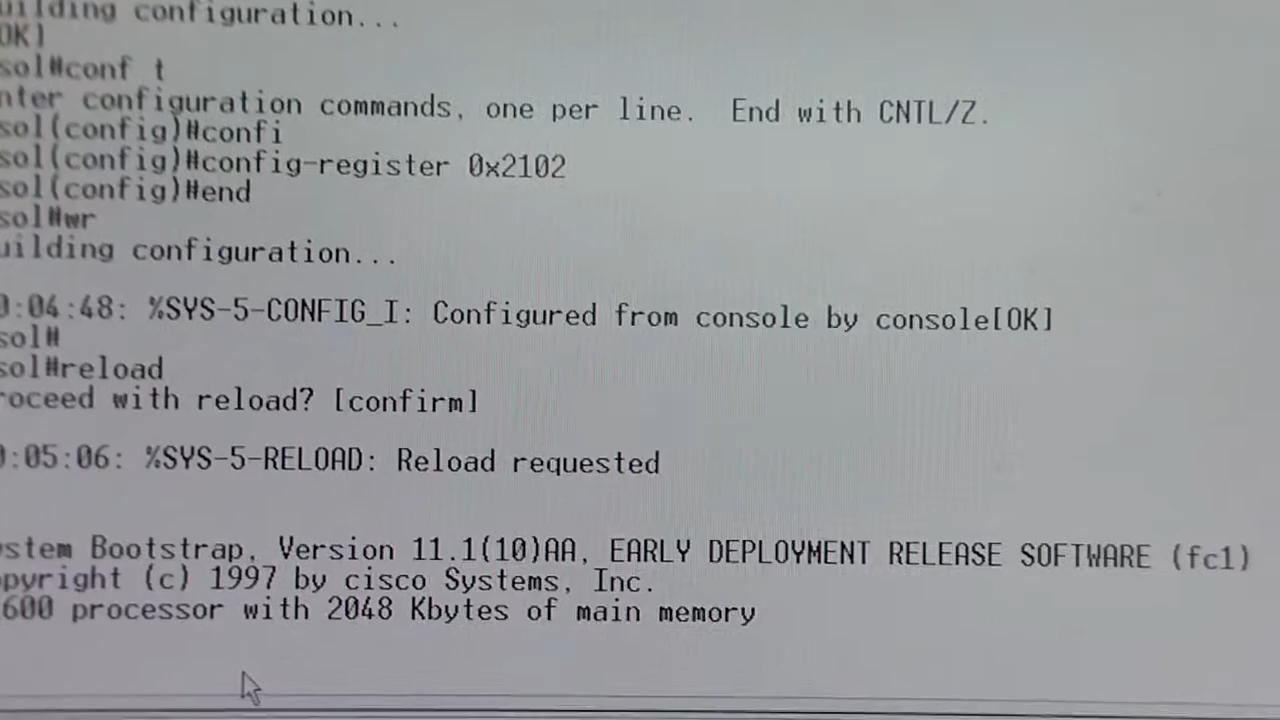 uilding configuration...
OK]
sol#conf t
nter configuration commands, one per line.  End with CNTL/Z.
sol(config)#confi
sol(config)#config-register 0x2102
sol(config)#end
sol#wr
uilding configuration...
0:04:48: %SYS-5-CONFIG_I: Configured from console by console[OK]
sol#
sol#reload
roceed with reload? [confirm]
0:05:06: %SYS-5-RELOAD: Reload requested
ystem Bootstrap, Version 11.1(10)AA, EARLY DEPLOYMENT RELEASE SOFTWARE (fc1)
opyright (c) 1997 by cisco Systems, Inc.
600 processor with 2048 Kbytes of main memory